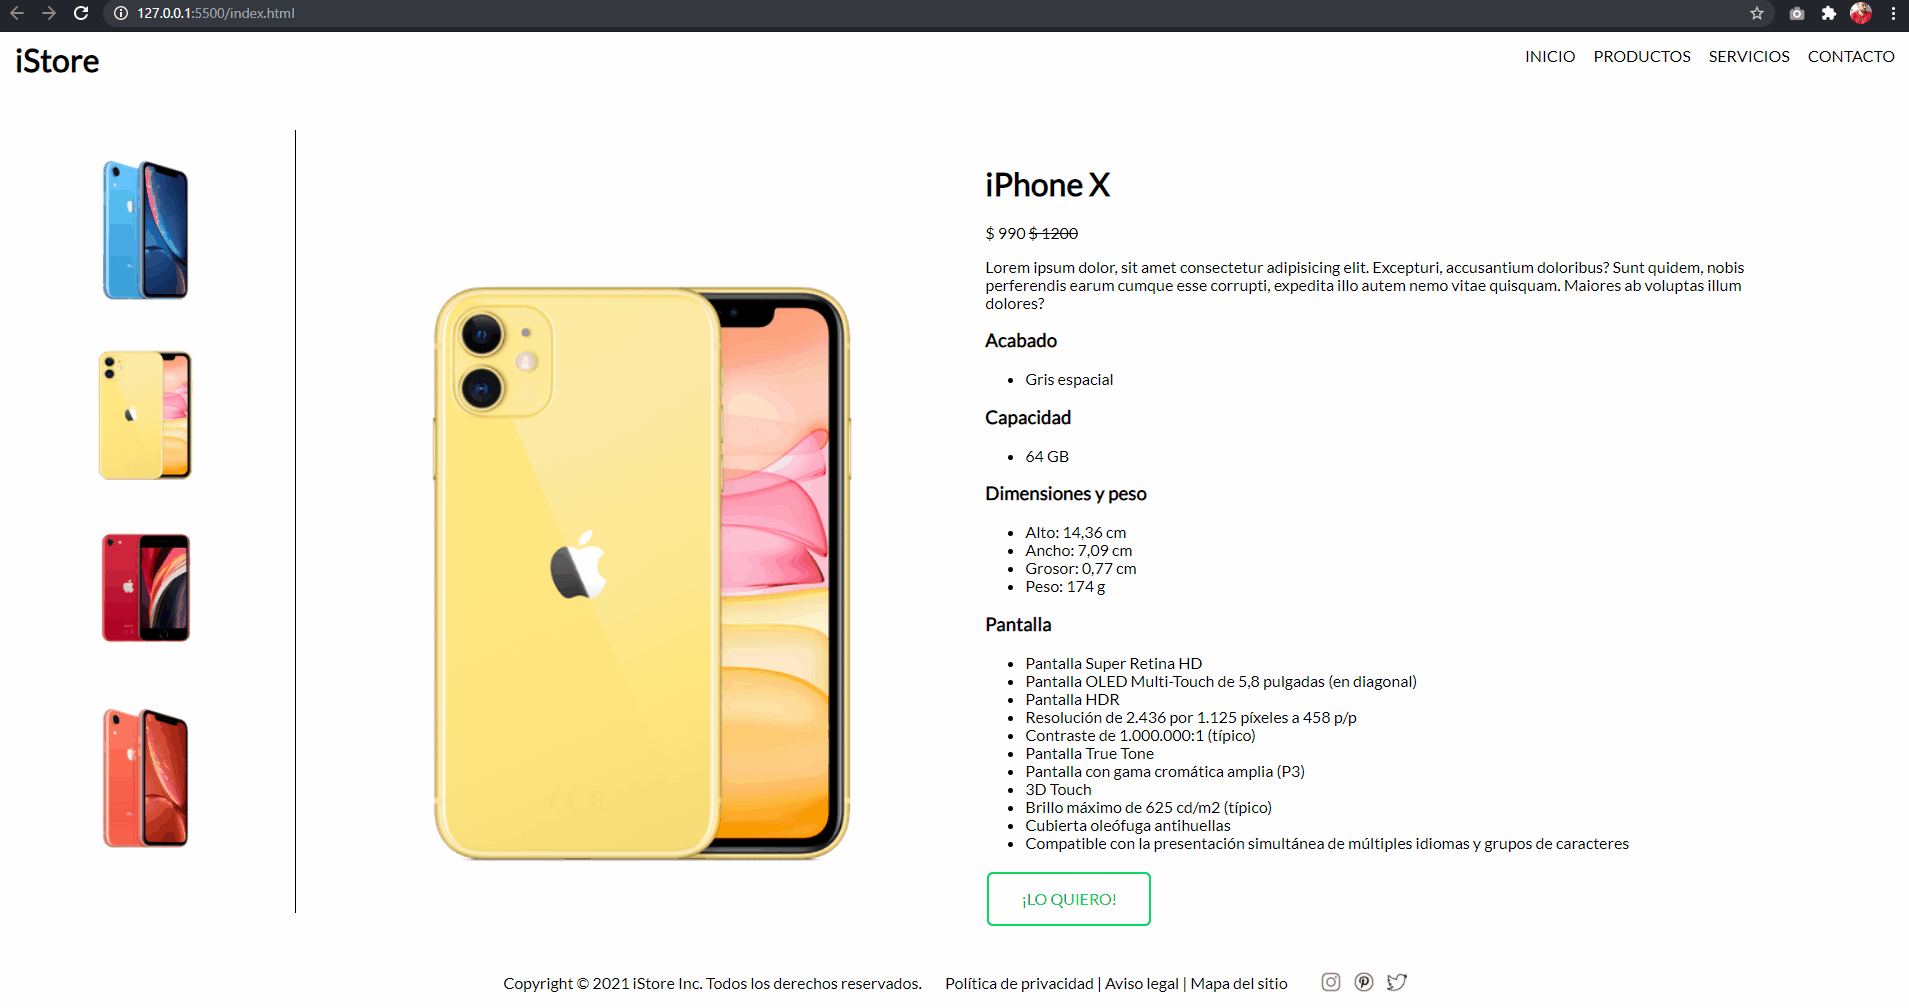 127.0.0.1:5500/index.html
iStore
INICIO PRODUCTOS SERVICIOS CONTACTO
iPhone X
$ 990 $ 1200
Lorem ipsum dolor, sit amet consectetur adipisicing elit. Excepturi, accusantium doloribus? Sunt quidem, nobis
perferendis earum cumque esse corrupti, expedita illo autem nemo vitae quisquam. Maiores ab voluptas illum
dolores?
Acabado
• Gris espacial
Capacidad
• 64 GB
Dimensiones y peso
• Alto: 14,36 cm
• Ancho: 7,09 cm
• Grosor: 0,77 cm
• Peso: 174 g
Pantalla
• Pantalla Super Retina HD
• Pantalla OLED Multi-Touch de 5,8 pulgadas (en diagonal)
• Pantalla HDR
• Resolución de 2.436 por 1.125 píxeles a 458 p/p
• Contraste de 1.000.000:1 (típico)
• Pantalla True Tone
• Pantalla con gama cromática amplia (P3)
• 3D Touch
• Brillo máximo de 625 cd/m2 (típico)
• Cubierta oleófuga antihuellas
• Compatible con la presentación simultánea de múltiples idiomas y grupos de caracteres
¡LO QUIERO!
Copyright © 2021 iStore Inc. Todos los derechos reservados. Política de privacidad | Aviso legal | Mapa del sitio